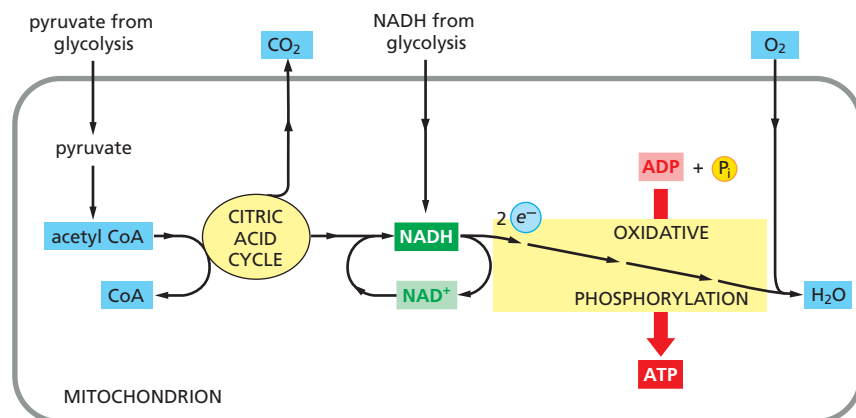 pyruvate from
glycolysis
CO₂
NADH from
glycolysis
O₂
pyruvate
ADP + Pᵢ
acetyl CoA
CITRIC
ACID
CYCLE
NADH
2 e⁻
OXIDATIVE
CoA
NAD⁺
PHOSPHORYLATION
H₂O
ATP
MITOCHONDRION